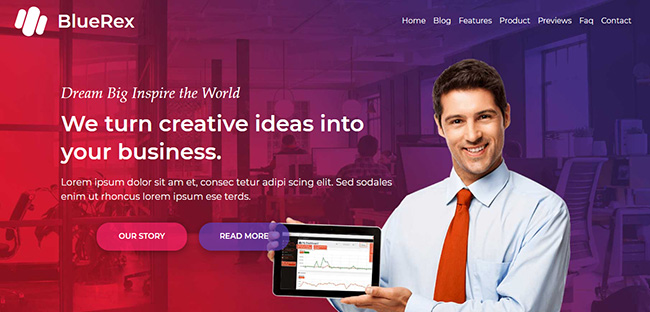 BlueRex
Home Blog Features Product Previews Faq Contact
Dream Big Inspire the World
We turn creative ideas into
your business.
Lorem ipsum dolor sit am et, consec tetur adipi scing elit. Sed sodales
enim ut rhoncus lorem ipsum ese terds.
OUR STORY READ MORE